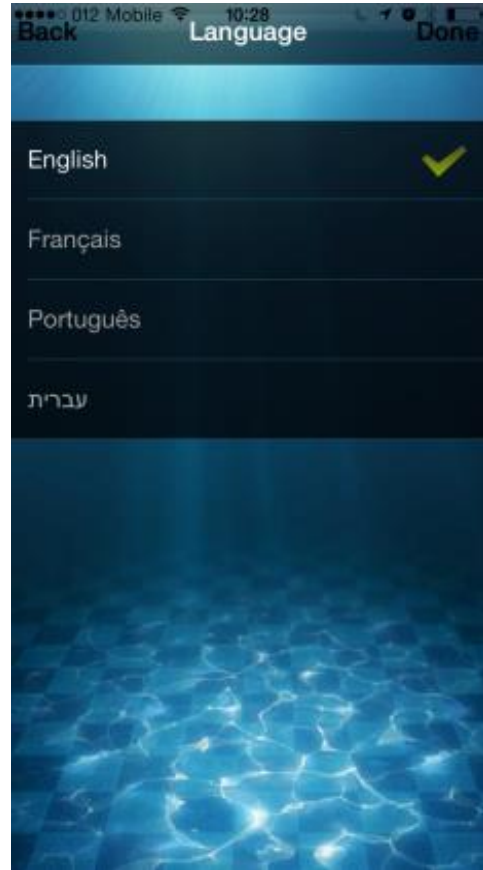 012 Mobile 10:28
Back Language Done
English
Français
Português
עברית